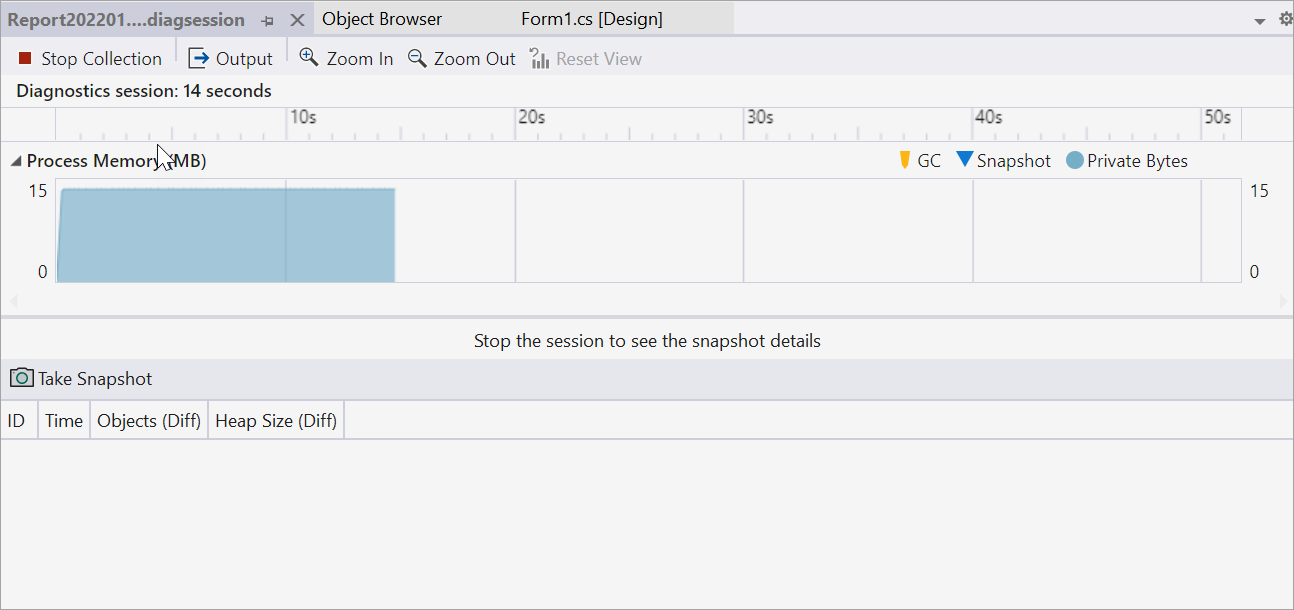 Report202201....diagsession Object Browser Form1.cs [Design]
Stop Collection Output Zoom In Zoom Out Reset View
Diagnostics session: 14 seconds
10s 20s 30s 40s 50s
Process Memory (MB) GC Snapshot Private Bytes
15 15
0 0
Stop the session to see the snapshot details
Take Snapshot
ID Time Objects (Diff) Heap Size (Diff)